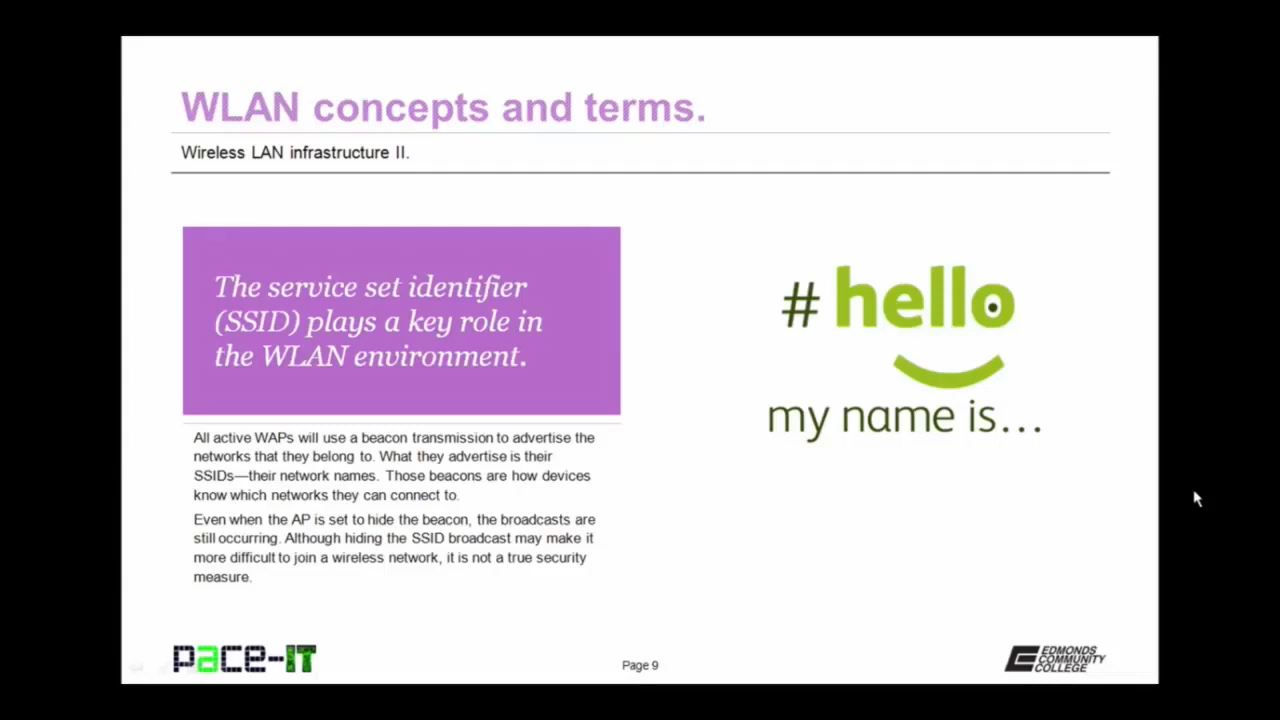 WLAN concepts and terms.
Wireless LAN infrastructure II.
The service set identifier
(SSID) plays a key role in
the WLAN environment.
All active WAPs will use a beacon transmission to advertise the
networks that they belong to. What they advertise is their
SSIDs—their network names. Those beacons are how devices
know which networks they can connect to.
Even when the AP is set to hide the beacon, the broadcasts are
still occurring. Although hiding the SSID broadcast may make it
more difficult to join a wireless network, it is not a true security
measure.
# hello
my name is...
pace-IT
Page 9
EDMONDS
COMMUNITY
COLLEGE